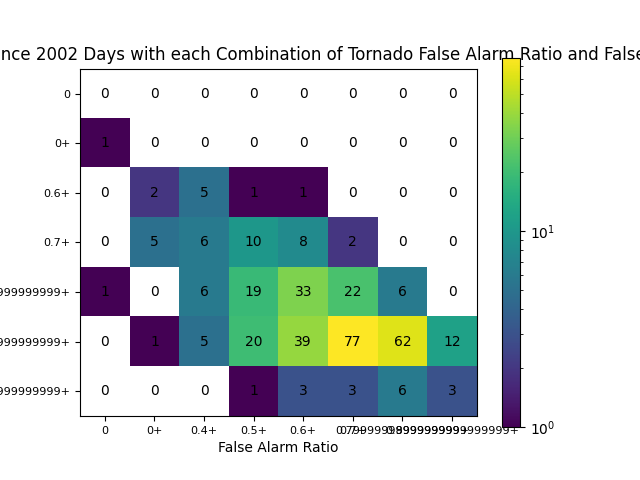 nce 2002 Days with each Combination of Tornado False Alarm Ratio and False
0 0 0 0 0 0 0 0 0
0+ 1 0 0 0 0 0 0 0
0.6+ 0 2 5 1 1 0 0 0
0.7+ 0 5 6 10 8 2 0 0
999999999+ 1 0 6 19 33 22 6 0
999999999+ 0 1 5 20 39 77 62 12
999999999+ 0 0 0 1 3 3 6 3
0 0+ 0.4+ 0.5+ 0.6+
False Alarm Ratio
10¹
10⁰